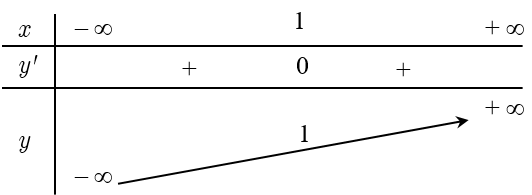 x −∞ 1 +∞
y′ + 0 +
+∞
y 1
−∞